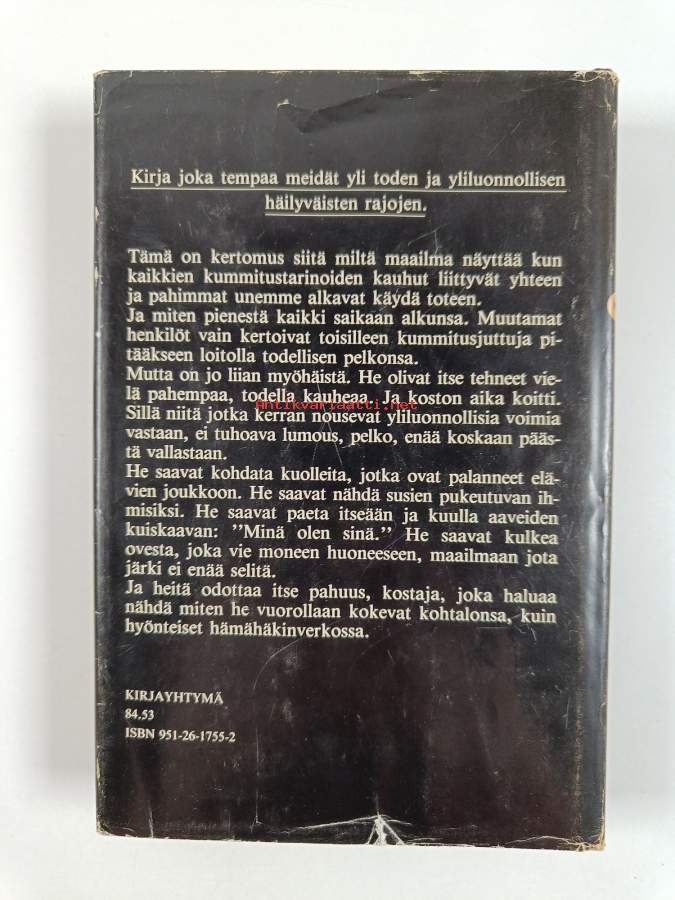 Kirja joka tempaa meidät yli toden ja yliluonnollisen
häilyväisten rajojen.
Tämä on kertomus siitä miltä maailma näyttää kun
kaikkien kummitustarinoiden kauhut liittyvät yhteen
ja pahimmat unemme alkavat käydä toteen.
Ja miten pienestä kaikki saikaan alkunsa. Muutamat
henkilöt vain kertoivat toisilleen kummitusjuttuja pi-
tääkseen loitolla todellisen pelkonsa.
Mutta on jo liian myöhäistä. He olivat itse tehneet vie-
lä pahempaa, todella kauheaa. Ja koston aika koitti.
Antikvariaatti.net
Sillä niitä jotka kerran nousevat yliluonnollisia voimia
vastaan, ei tuhoava lumous, pelko, enää koskaan pääs-
tä vallastaan.
He saavat kohdata kuolleita, jotka ovat palanneet elä-
vien joukkoon. He saavat nähdä susien pukeutuvan ih-
misiksi. He saavat paeta itseään ja kuulla aaveiden
kuiskaavan: ”Minä olen sinä.” He saavat kulkea
ovesta, joka vie moneen huoneeseen, maailmaan jota
järki ei enää selitä.
Ja heitä odottaa itse pahuus, kostaja, joka haluaa
nähdä miten he vuorollaan kokevat kohtalonsa, kuin
hyönteiset hämähäkinverkossa.
KIRJAYHTYMÄ
84.53
ISBN 951-26-1755-2